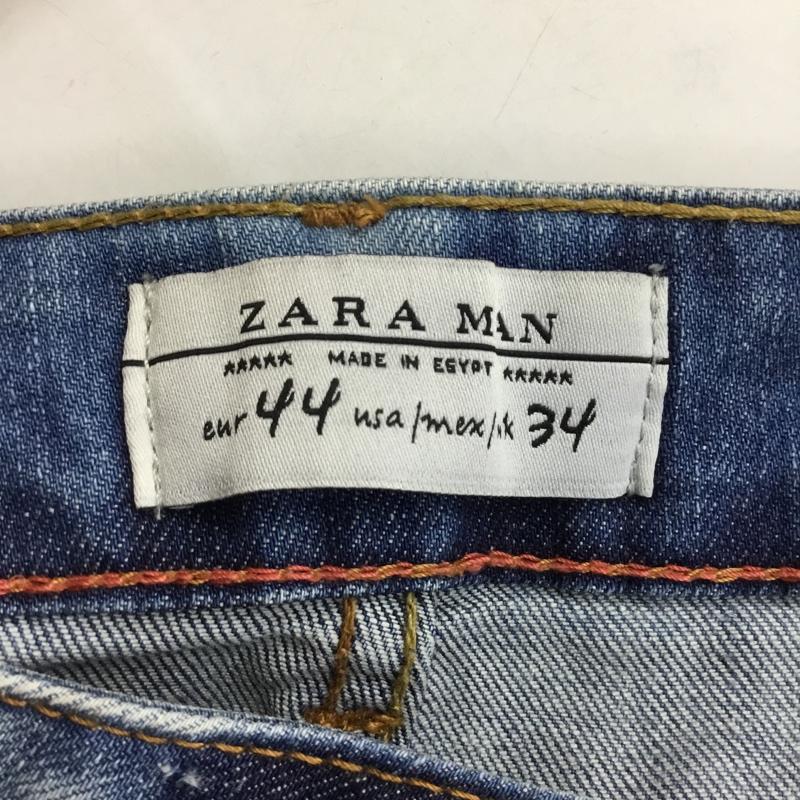 ZARA MAN
***** MADE IN EGYPT *****
eur 44 usa/mex/uk 34